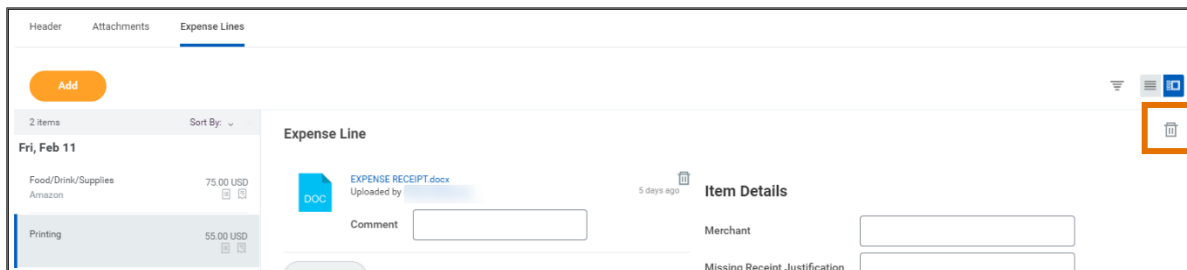 Header Attachments Expense Lines
Add
2 items Sort By:
Fri, Feb 11
Food/Drink/Supplies 75.00 USD
Amazon
Printing 55.00 USD
Expense Line
DOC
EXPENSE RECEIPT.docx
Uploaded by
5 days ago
Comment
Item Details
Merchant
Missing Receipt Justification